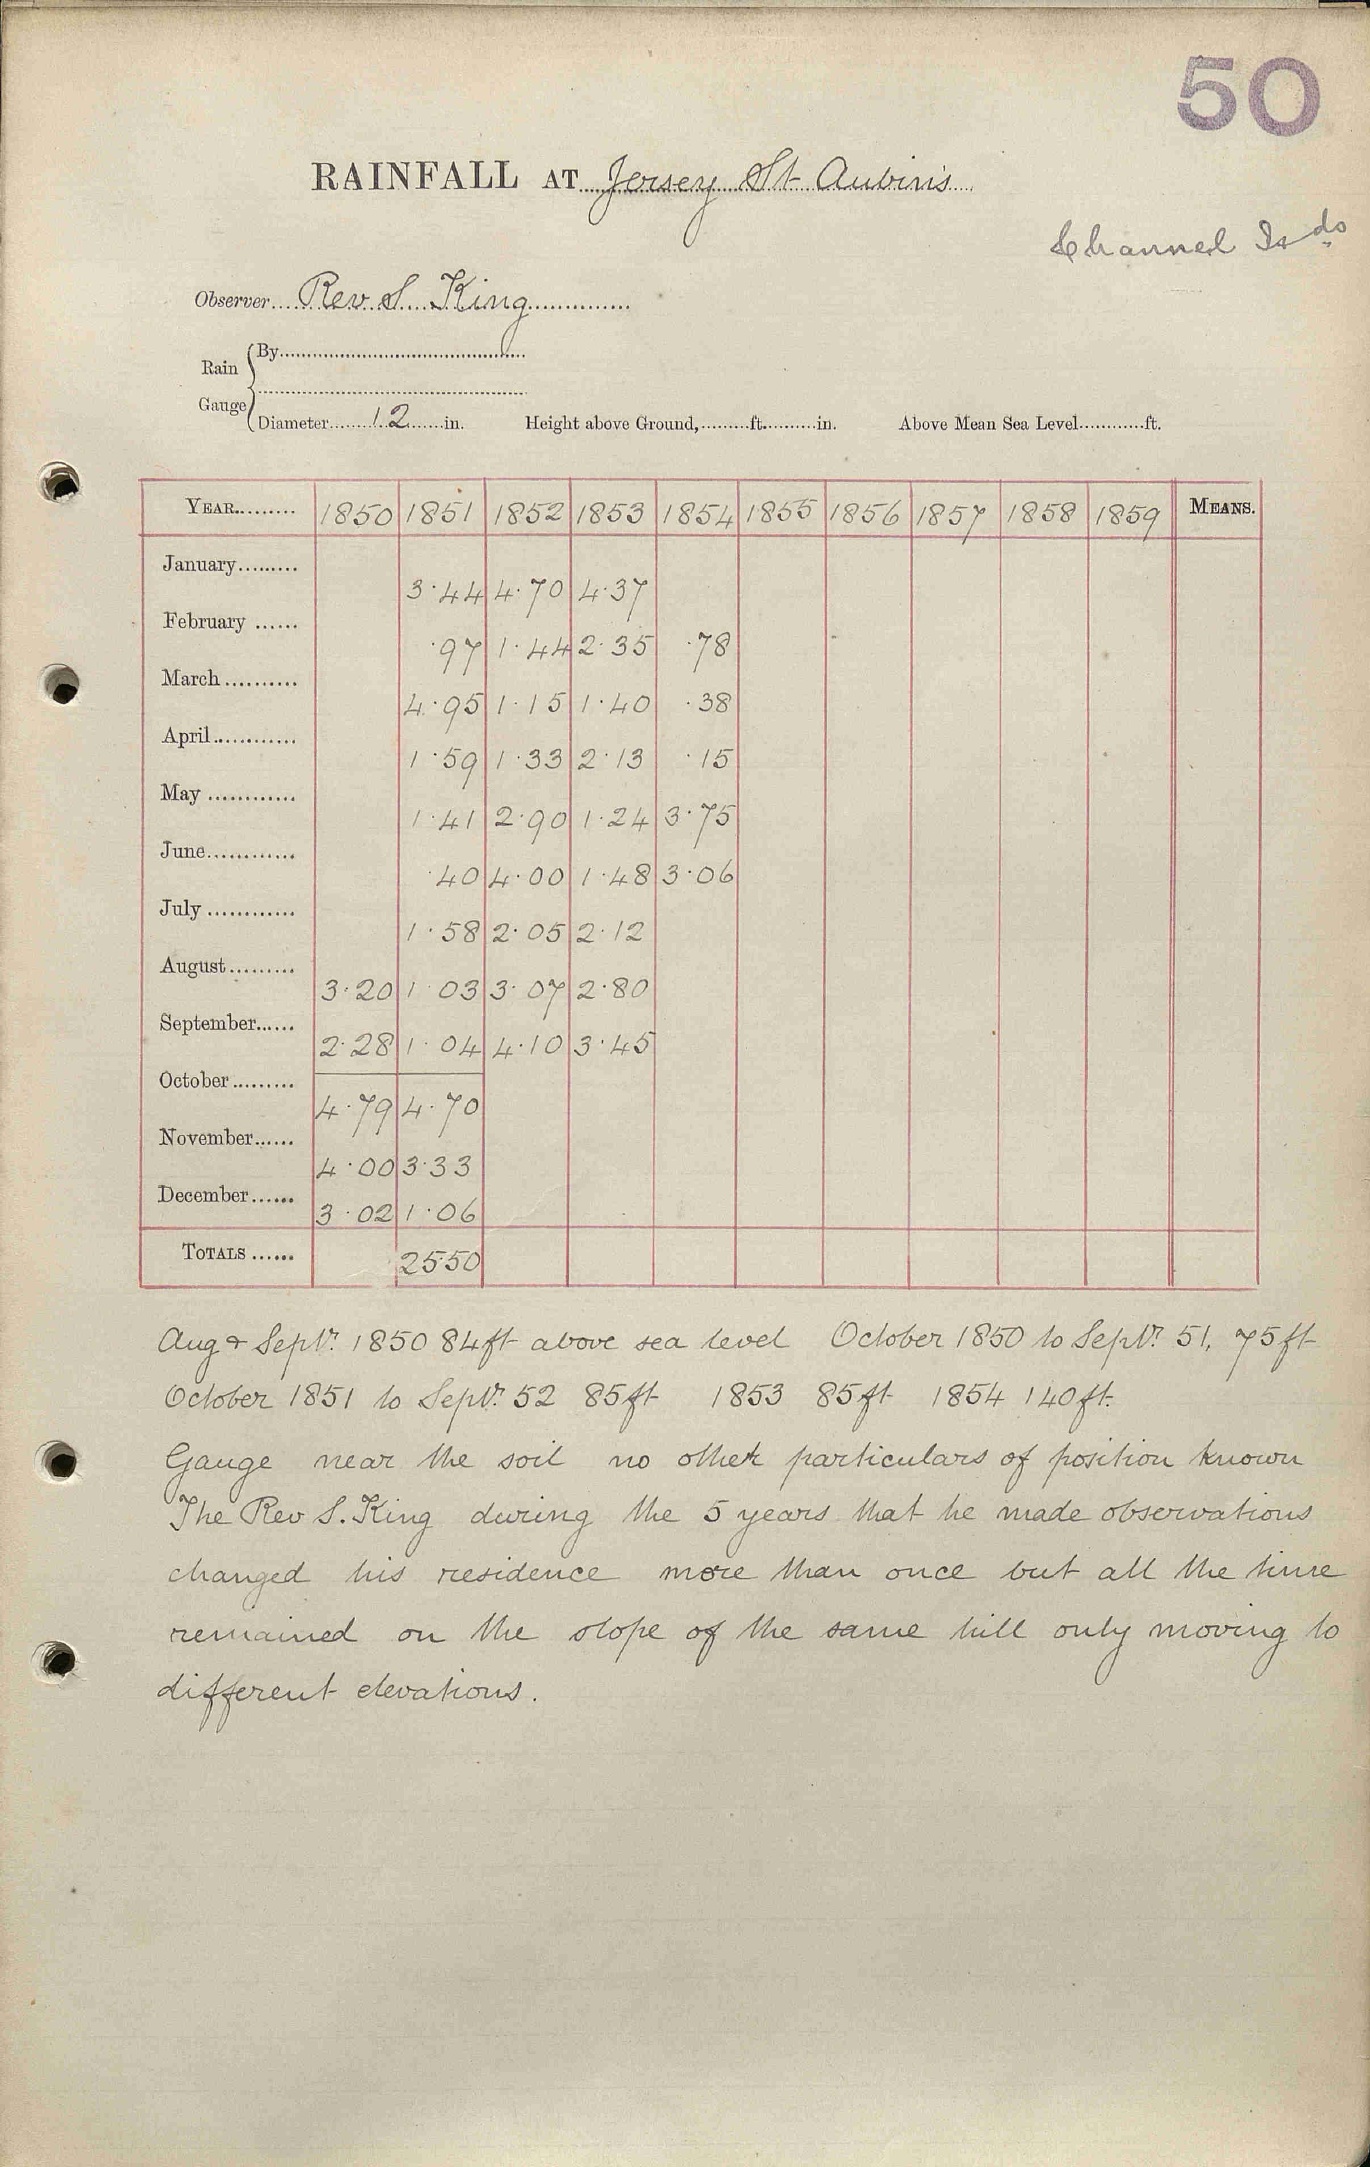 50
RAINFALL AT Jersey St Aubin's
Channel Isds
Observer Rev S. King
Rain Gauge
By
Diameter 12 in. Height above Ground, ft. in. Above Mean Sea Level ft.
YEAR 1850 1851 1852 1853 1854 1855 1856 1857 1858 1859 MEANS.
January 3.44 4.70 4.37
February .97 1.44 2.35 .78
March 4.95 1.15 1.40 .38
April 1.59 1.33 2.13 .15
May 1.41 2.90 1.24 3.75
June .40 4.00 1.48 3.06
July 1.58 2.05 2.12
August 3.20 1.03 3.07 2.80
September 2.28 1.04 4.10 3.45
October 4.79 4.70
November 4.00 3.33
December 3.02 1.06
TOTALS 25.50
Aug & Septr. 1850 84ft above sea level October 1850 to Septr. 51, 75ft
October 1851 to Septr. 52 85ft 1853 85ft 1854 140ft.
Gauge near the soil no other particulars of position known
The Rev S. King during the 5 years that he made observations
changed his residence more than once but all the time
remained on the slope of the same hill only moving to
different elevations.